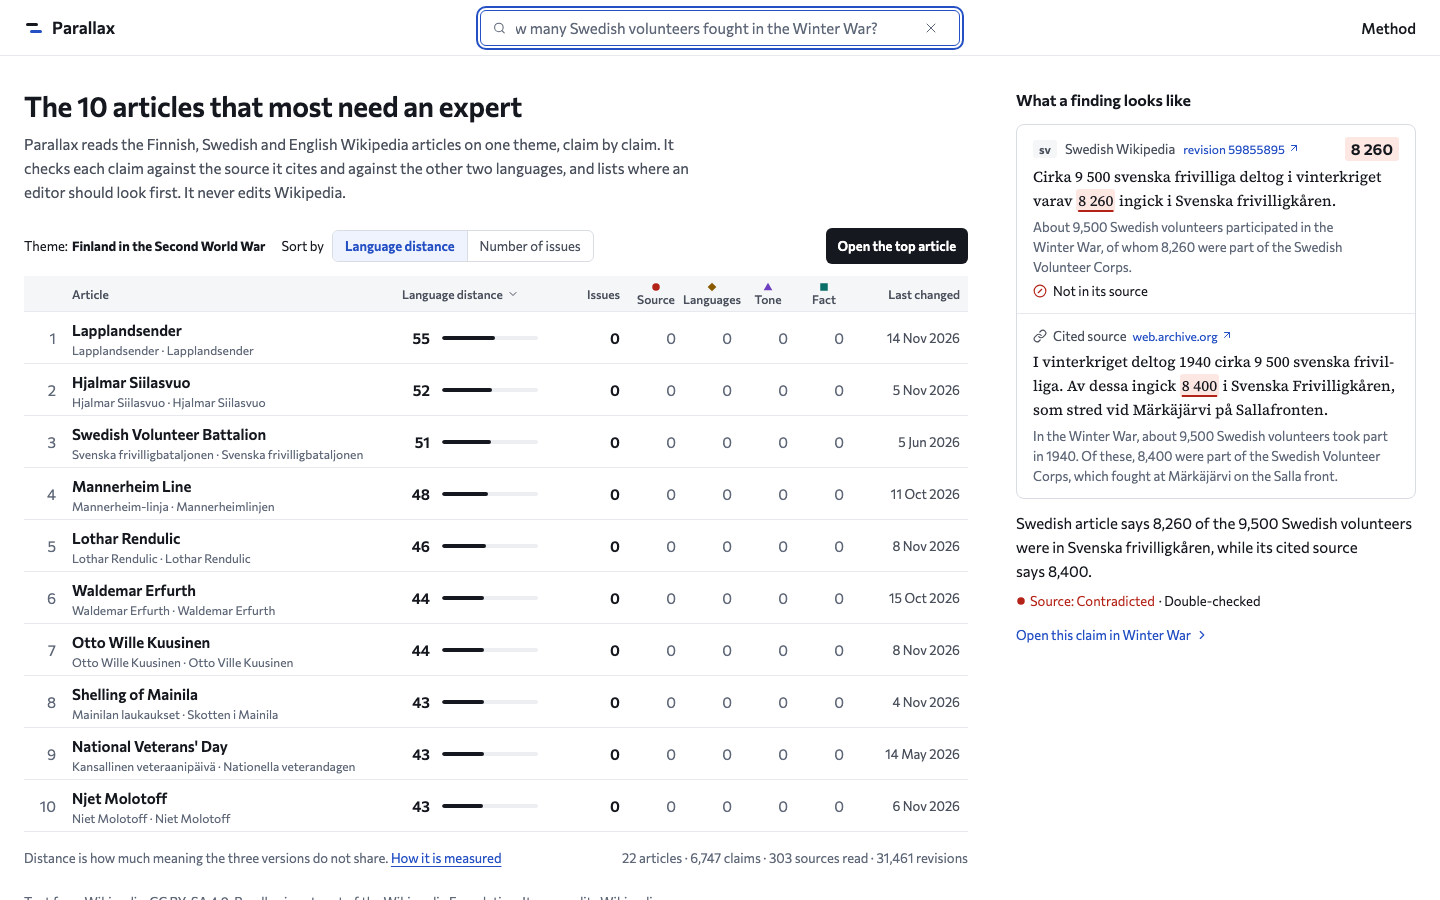 Parallax
w many Swedish volunteers fought in the Winter War?
Method
The 10 articles that most need an expert
Parallax reads the Finnish, Swedish and English Wikipedia articles on one theme, claim by claim. It
checks each claim against the source it cites and against the other two languages, and lists where an
editor should look first. It never edits Wikipedia.
Theme: Finland in the Second World War Sort by Language distance Number of issues Open the top article
Article Language distance Issues Source Languages Tone Fact Last changed
1 Lapplandsender 55 0 0 0 0 0 14 Nov 2026
Lapplandsender · Lapplandsender
2 Hjalmar Siilasvuo 52 0 0 0 0 0 5 Nov 2026
Hjalmar Siilasvuo · Hjalmar Siilasvuo
3 Swedish Volunteer Battalion 51 0 0 0 0 0 5 Jun 2026
Svenska frivilligbataljonen · Svenska frivilligbataljonen
4 Mannerheim Line 48 0 0 0 0 0 11 Oct 2026
Mannerheim-linja · Mannerheimlinjen
5 Lothar Rendulic 46 0 0 0 0 0 8 Nov 2026
Lothar Rendulic · Lothar Rendulic
6 Waldemar Erfurth 44 0 0 0 0 0 15 Oct 2026
Waldemar Erfurth · Waldemar Erfurth
7 Otto Wille Kuusinen 44 0 0 0 0 0 8 Nov 2026
Otto Wille Kuusinen · Otto Ville Kuusinen
8 Shelling of Mainila 43 0 0 0 0 0 4 Nov 2026
Mainilan laukaukset · Skotten i Mainila
9 National Veterans' Day 43 0 0 0 0 0 14 May 2026
Kansallinen veteraanipäivä · Nationella veterandagen
10 Njet Molotoff 43 0 0 0 0 0 6 Nov 2026
Niet Molotoff · Niet Molotoff
Distance is how much meaning the three versions do not share. How it is measured
22 articles · 6,747 claims · 303 sources read · 31,461 revisions
What a finding looks like
sv Swedish Wikipedia revision 59855895 8 260
Cirka 9 500 svenska frivilliga deltog i vinterkriget
varav 8 260 ingick i Svenska frivilligkåren.
About 9,500 Swedish volunteers participated in the
Winter War, of whom 8,260 were part of the Swedish
Volunteer Corps.
Not in its source
Cited source web.archive.org
I vinterkriget deltog 1940 cirka 9 500 svenska frivil-
liga. Av dessa ingick 8 400 i Svenska Frivilligkåren,
som stred vid Märkäjärvi på Sallafronten.
In the Winter War, about 9,500 Swedish volunteers took part
in 1940. Of these, 8,400 were part of the Swedish Volunteer
Corps, which fought at Märkäjärvi on the Salla front.
Swedish article says 8,260 of the 9,500 Swedish volunteers
were in Svenska frivilligkåren, while its cited source
says 8,400.
Source: Contradicted · Double-checked
Open this claim in Winter War